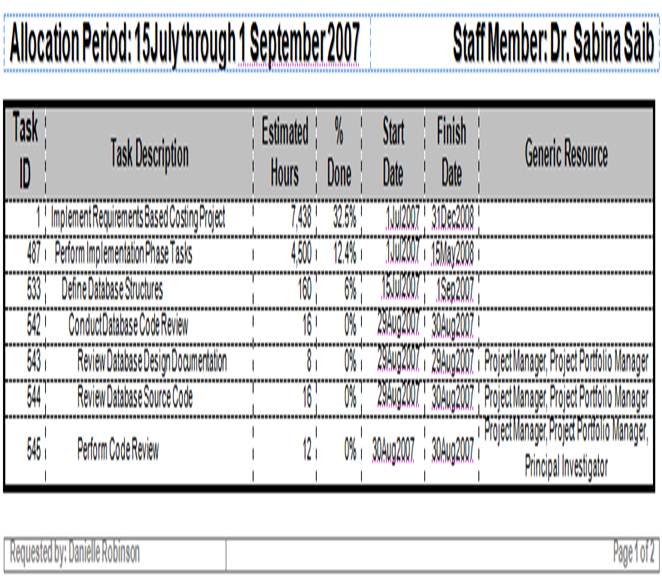 Allocation Period: 15July through 1 September 2007 Staff Member: Dr. Sabina Saib
Task ID Task Description Estimated Hours % Done Start Date Finish Date Generic Resource
1 Implement Requirements Based Costing Project 7,438 32.5% 1Jul2007 31Dec2008
487 Perform Implementation Phase Tasks 4,500 12.4% 1Jul2007 15May2008
533 Define Database Structures 160 6% 15Jul2007 1Sep2007
542 Conduct Database Code Review 16 0% 29Aug2007 30Aug2007
543 Review Database Design Documentation 8 0% 29Aug2007 29Aug2007 Project Manager, Project Portfolio Manager
544 Review Database Source Code 16 0% 29Aug2007 30Aug2007 Project Manager, Project Portfolio Manager
545 Perform Code Review 12 0% 30Aug2007 30Aug2007 Project Manager, Project Portfolio Manager, Principal Investigator
Requested by: Danielle Robinson Page 1 of 2